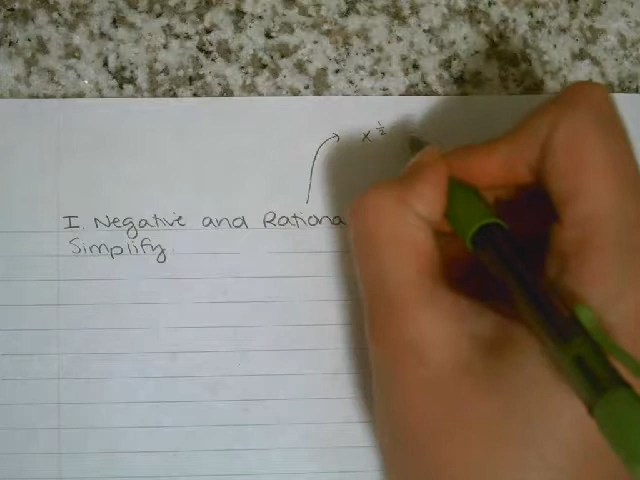 x^½
I. Negative and Rationa
Simplify.